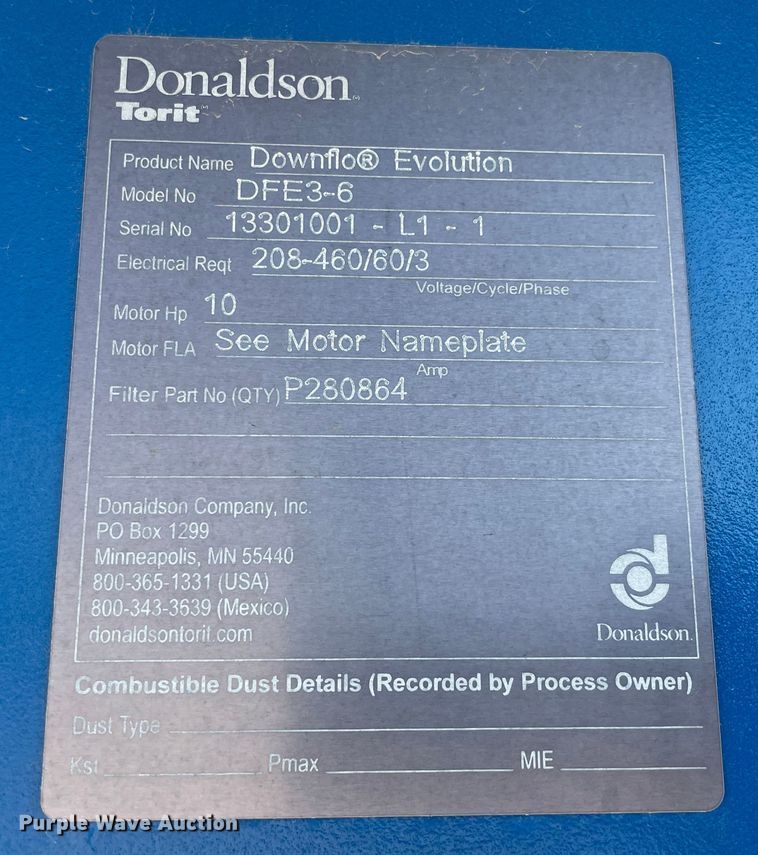 Donaldson
Torit
Product Name Downflo® Evolution
Model No DFE3-6
Serial No 13301001 - L1 - 1
Electrical Reqt 208-460/60/3
Voltage/Cycle/Phase
Motor Hp 10
Motor FLA See Motor Nameplate
Amp
Filter Part No (QTY) P280864
Donaldson Company, Inc.
PO Box 1299
Minneapolis, MN 55440
800-365-1331 (USA)
800-343-3639 (Mexico)
donaldsontorit.com
Donaldson.
Combustible Dust Details (Recorded by Process Owner)
Dust Type
Kst Pmax MIE
Purple Wave Auction